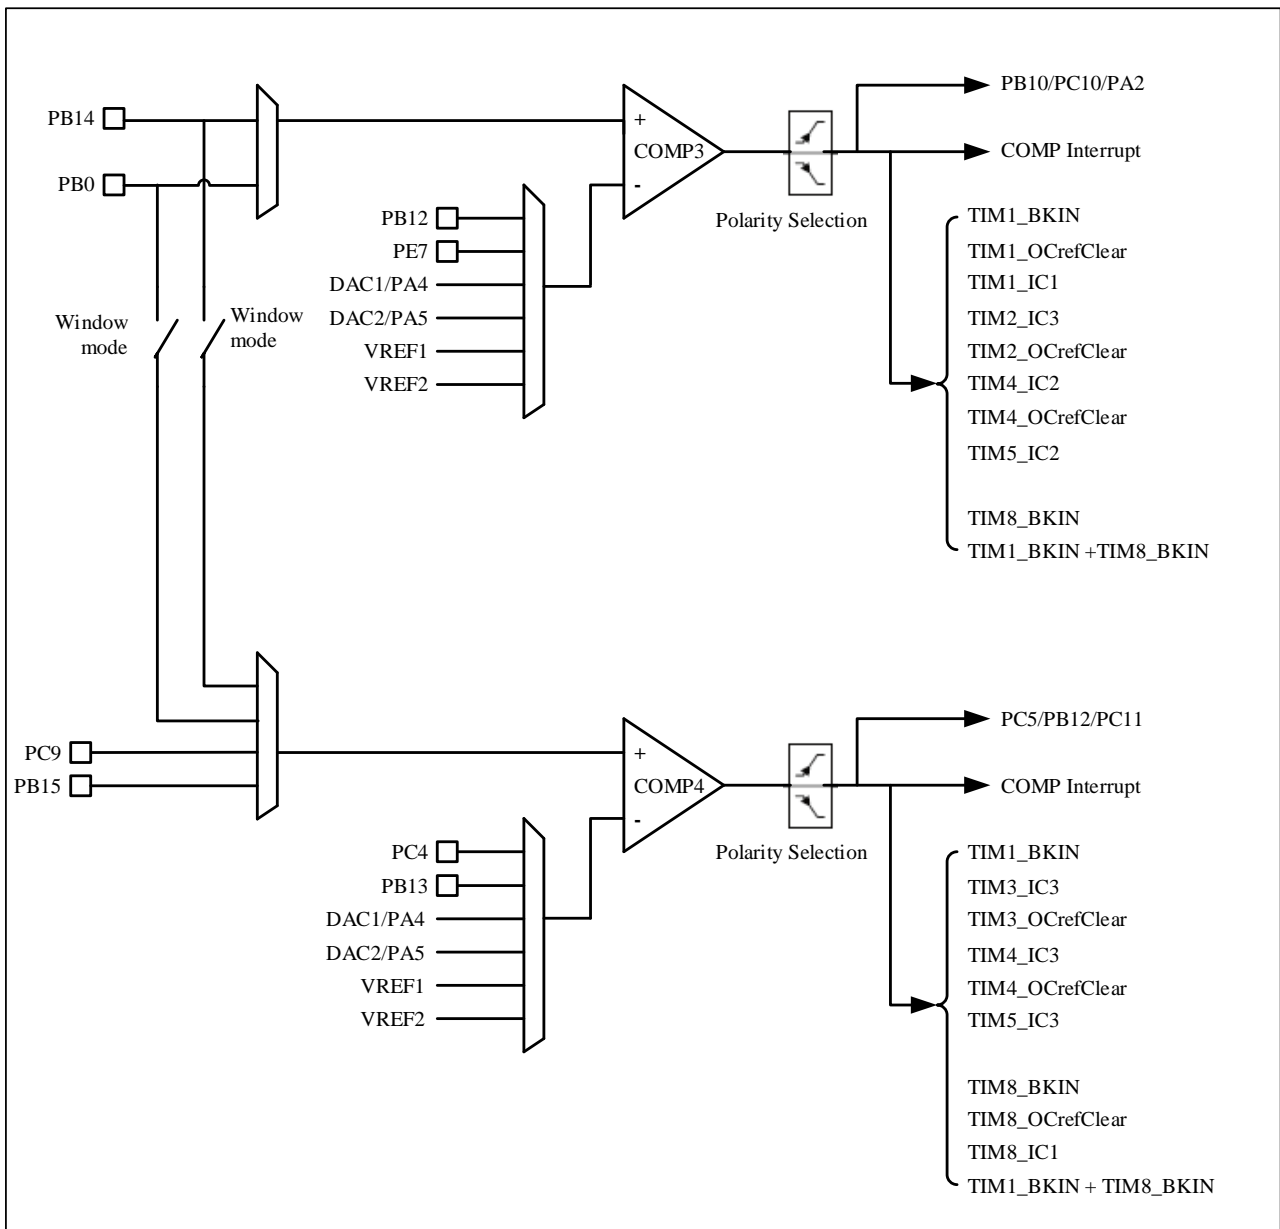 PB14
PB0
Window
mode
Window
mode
+
COMP3
-
PB12
PE7
DAC1/PA4
DAC2/PA5
VREF1
VREF2
Polarity Selection
PB10/PC10/PA2
COMP Interrupt
TIM1_BKIN
TIM1_OCrefClear
TIM1_IC1
TIM2_IC3
TIM2_OCrefClear
TIM4_IC2
TIM4_OCrefClear
TIM5_IC2
TIM8_BKIN
TIM1_BKIN +TIM8_BKIN
PC9
PB15
+
COMP4
-
PC4
PB13
DAC1/PA4
DAC2/PA5
VREF1
VREF2
Polarity Selection
PC5/PB12/PC11
COMP Interrupt
TIM1_BKIN
TIM3_IC3
TIM3_OCrefClear
TIM4_IC3
TIM4_OCrefClear
TIM5_IC3
TIM8_BKIN
TIM8_OCrefClear
TIM8_IC1
TIM1_BKIN + TIM8_BKIN